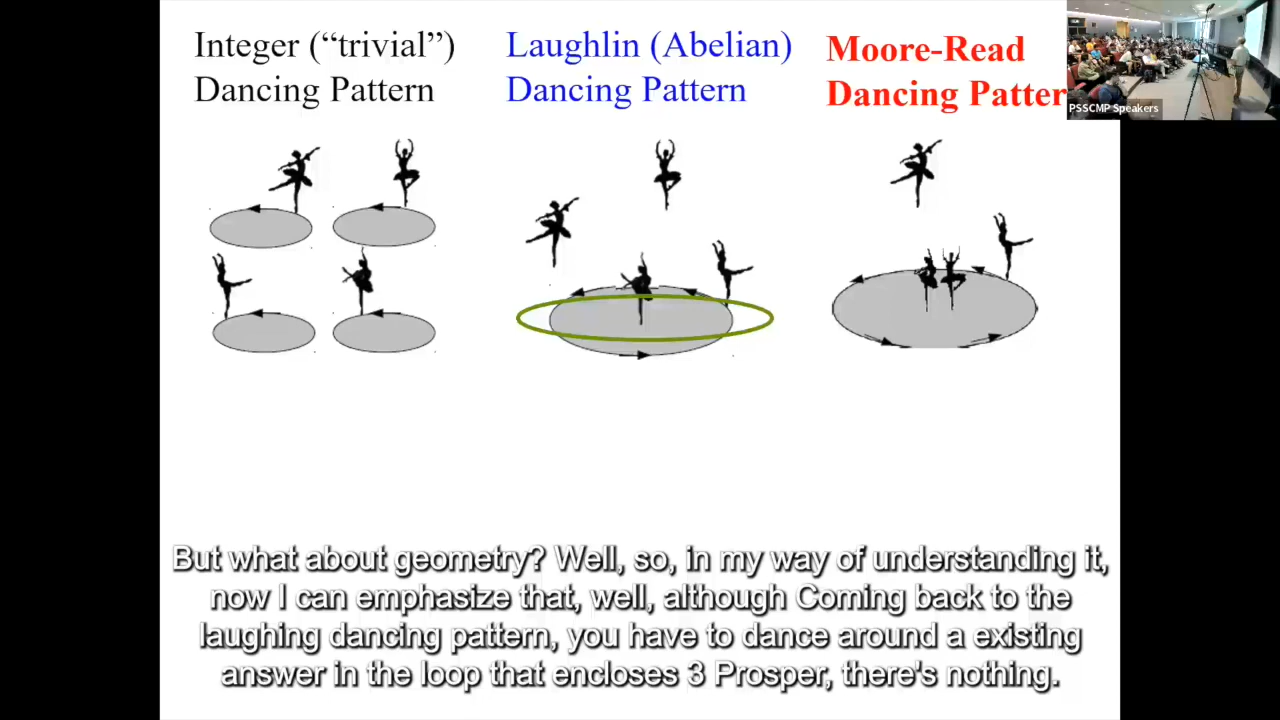 Integer (“trivial”)
Dancing Pattern
Laughlin (Abelian)
Dancing Pattern
Moore-Read
Dancing Patter
PSSCMP Speakers
But what about geometry? Well, so, in my way of understanding it,
now I can emphasize that, well, although Coming back to the
laughing dancing pattern, you have to dance around a existing
answer in the loop that encloses 3 Prosper, there's nothing.